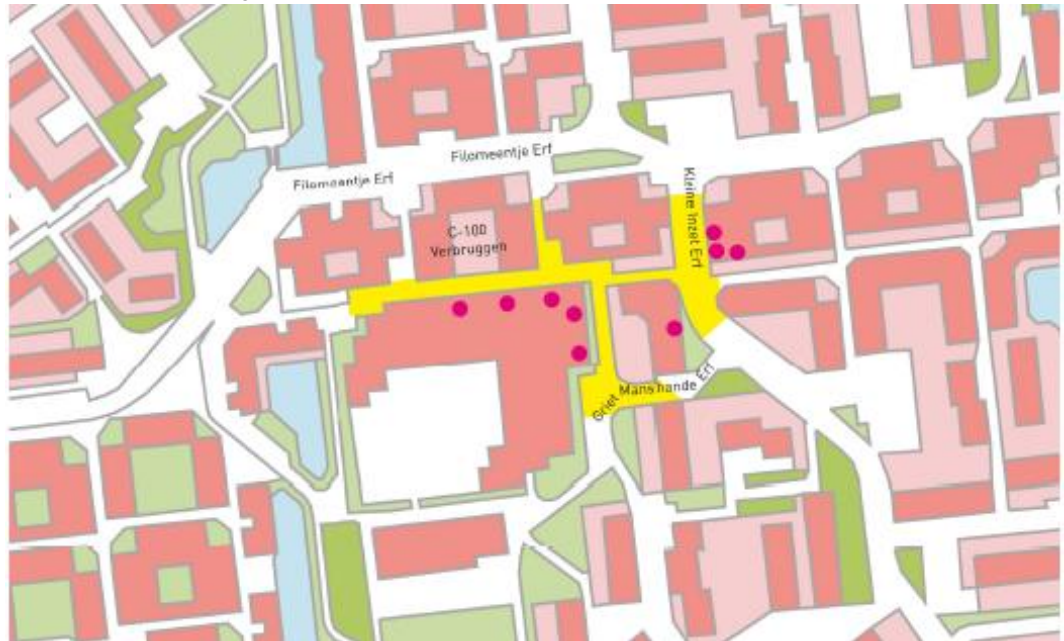 Filomeentje Erf
Filomeentje Erf
Kleine Inzet Erf
C-100
Verbruggen
Griet Manshande Erf